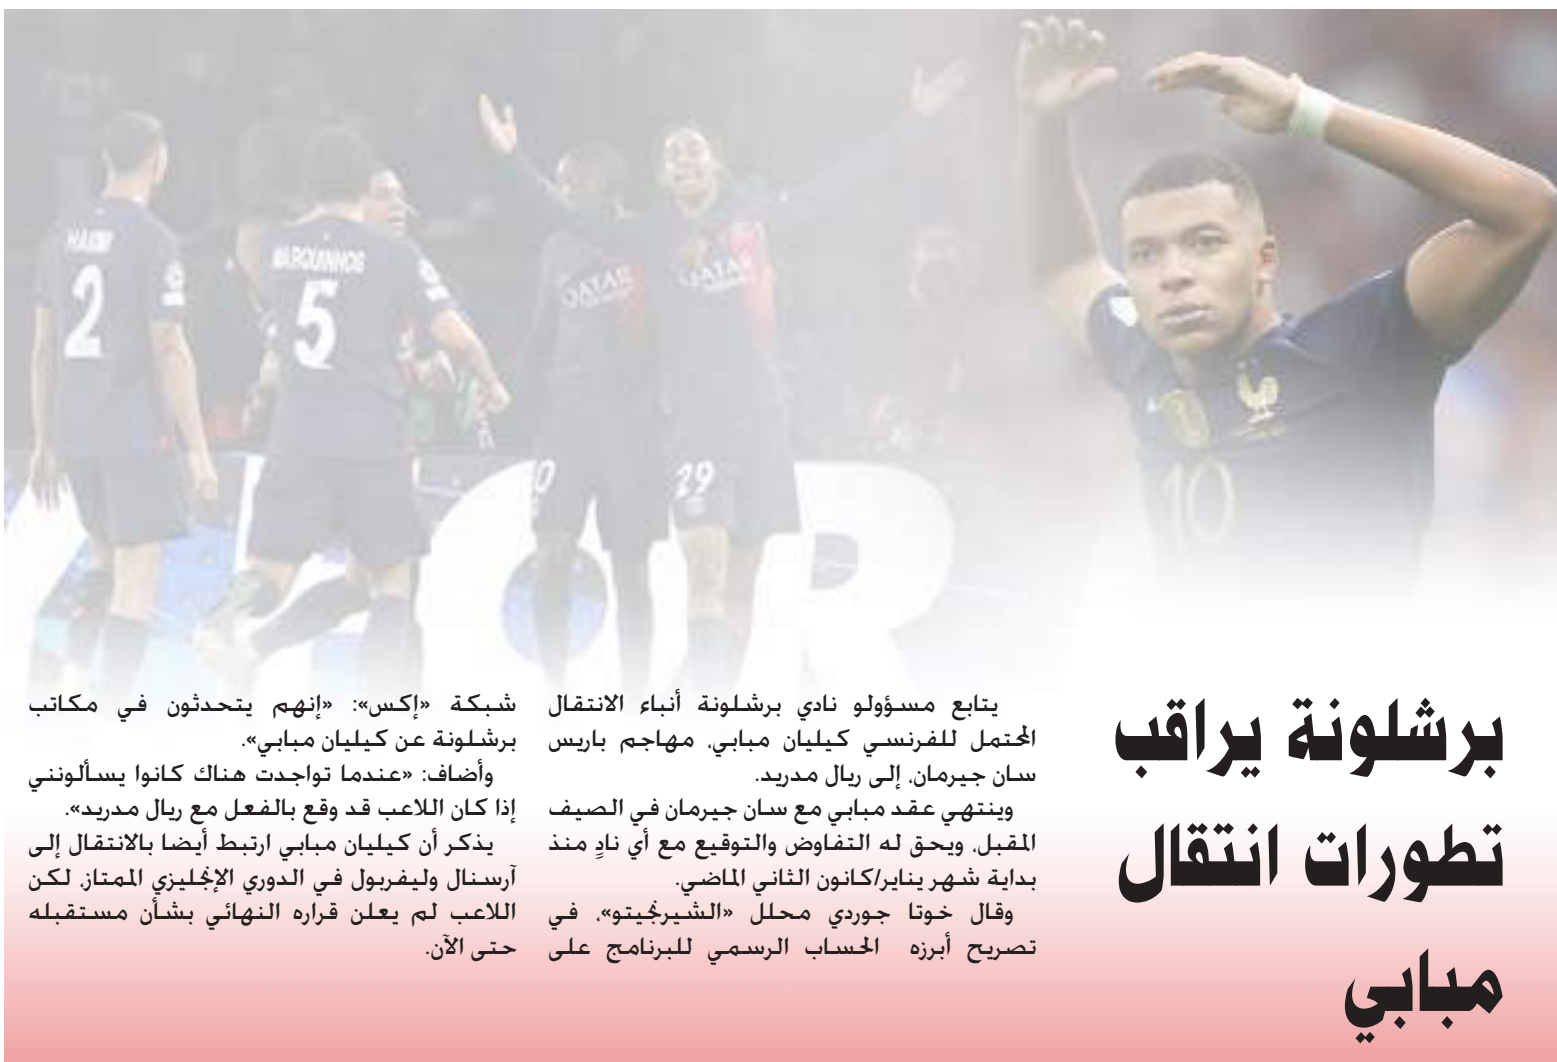 HAKIMI
2
MARQUINHOS
5
QATAR
QATAR
10
29
10
برشلونة يراقب
تطورات انتقال
مبابي
يتابع مسؤولو نادي برشلونة أنباء الانتقال
المحتمل للفرنسي كيليان مبابي، مهاجم باريس
سان جيرمان، إلى ريال مدريد.
وينتهي عقد مبابي مع سان جيرمان في الصيف
المقبل، ويحق له التفاوض والتوقيع مع أي نادٍ منذ
بداية شهر يناير/كانون الثاني الماضي.
وقال خوتا جوردي محلل «الشيرنجيتو»، في
تصريح أبرزه الحساب الرسمي للبرنامج على
شبكة «إكس»: «إنهم يتحدثون في مكاتب
برشلونة عن كيليان مبابي».
وأضاف: «عندما تواجدت هناك كانوا يسألونني
إذا كان اللاعب قد وقع بالفعل مع ريال مدريد».
يذكر أن كيليان مبابي ارتبط أيضا بالانتقال إلى
آرسنال وليفربول في الدوري الإنجليزي الممتاز، لكن
اللاعب لم يعلن قراره النهائي بشأن مستقبله
حتى الآن.